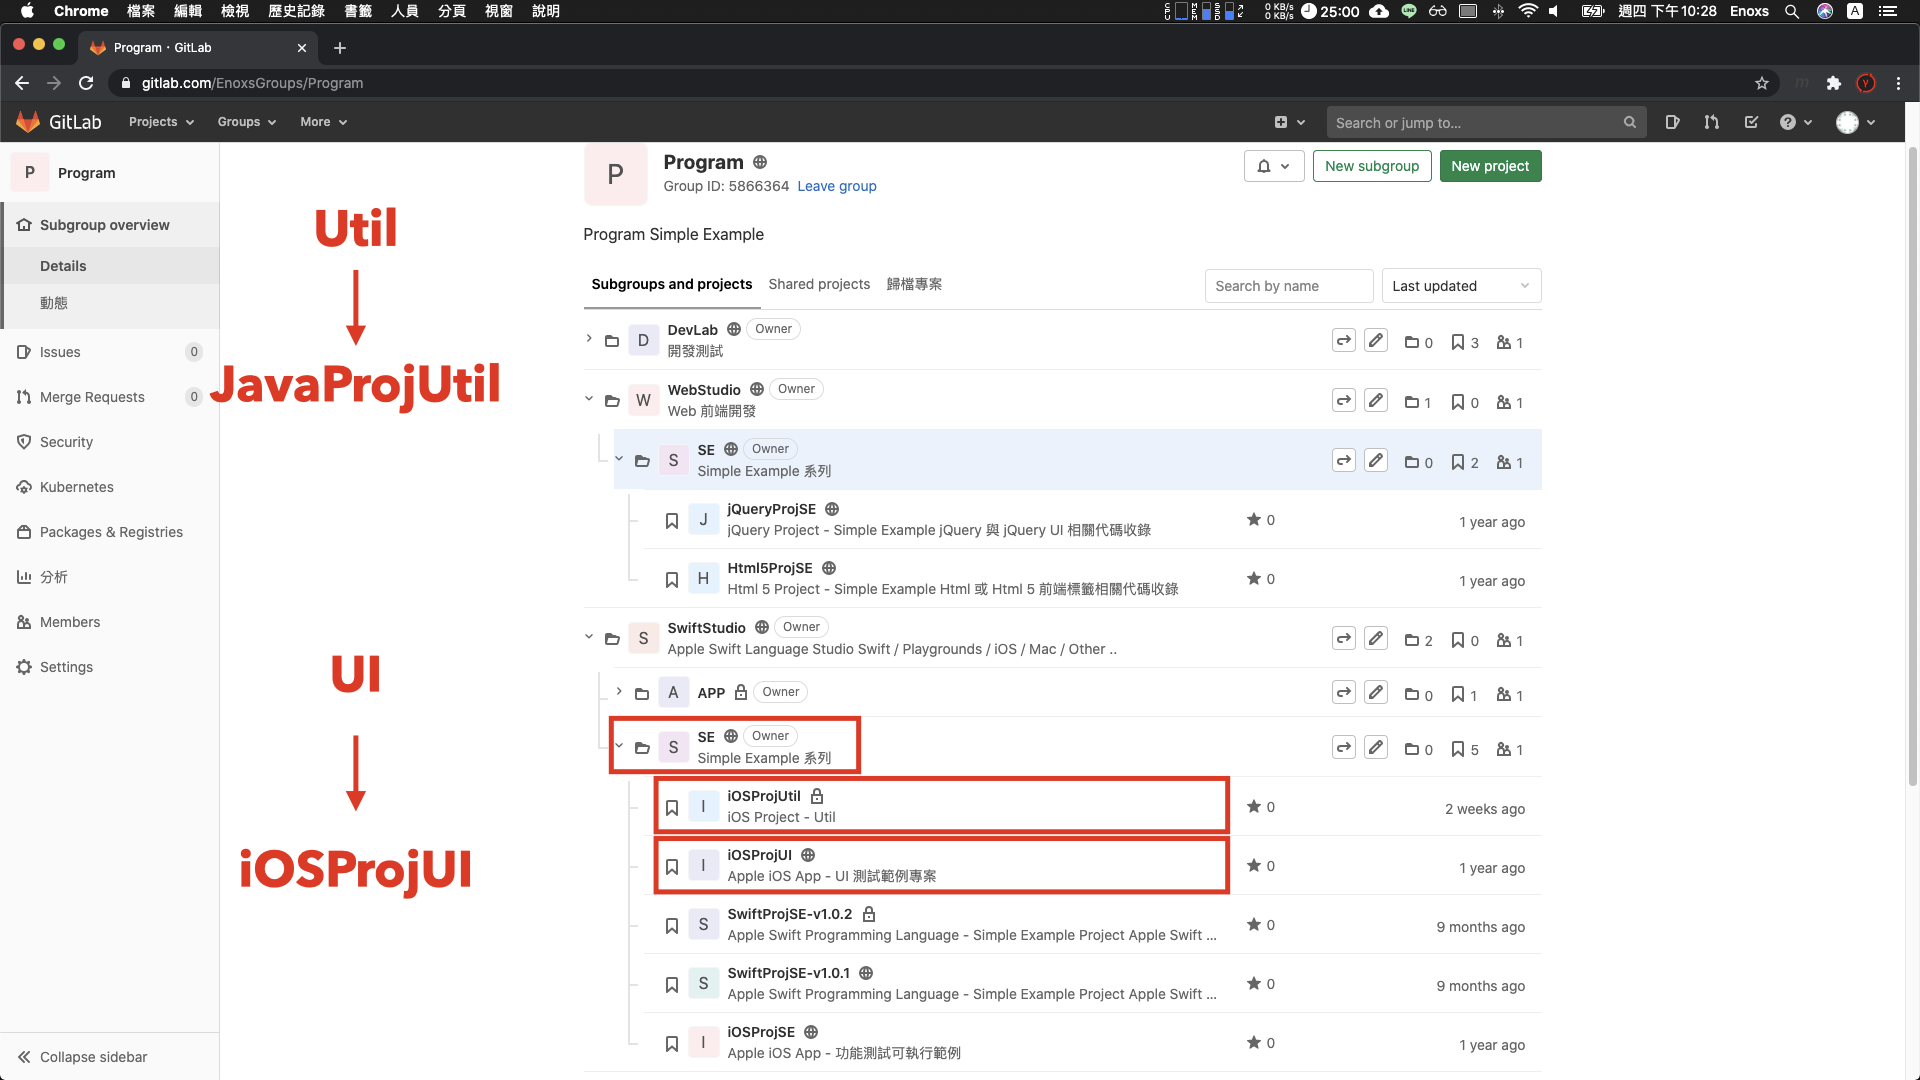 Chrome 檔案 編輯 檢視 歷史記錄 書籤 人員 分頁 視窗 說明 CPU MEM SSD 0 KB/s 0 KB/s 25:00 LINE 週四 下午10:28 Enoxs A
Program · GitLab
gitlab.com/EnoxsGroups/Program
GitLab Projects Groups More Search or jump to...
P Program
Subgroup overview
Details
動態
Issues 0
Merge Requests 0
Security
Kubernetes
Packages & Registries
分析
Members
Settings
Collapse sidebar
Util
JavaProjUtil
UI
iOSProjUI
P
Program
Group ID: 5866364 Leave group
New subgroup
New project
Program Simple Example
Subgroups and projects Shared projects 歸檔專案 Search by name Last updated
D DevLab Owner 0 3 1
開發測試
W WebStudio Owner 1 0 1
Web 前端開發
S SE Owner 0 2 1
Simple Example 系列
J jQueryProjSE 0 1 year ago
jQuery Project - Simple Example jQuery 與 jQuery UI 相關代碼收錄
H Html5ProjSE 0 1 year ago
Html 5 Project - Simple Example Html 或 Html 5 前端標籤相關代碼收錄
S SwiftStudio Owner 2 0 1
Apple Swift Language Studio Swift / Playgrounds / iOS / Mac / Other ..
A APP Owner 0 1 1
S SE Owner 0 5 1
Simple Example 系列
I iOSProjUtil 0 2 weeks ago
iOS Project - Util
I iOSProjUI 0 1 year ago
Apple iOS App - UI 測試範例專案
S SwiftProjSE-v1.0.2 0 9 months ago
Apple Swift Programming Language - Simple Example Project Apple Swift ...
S SwiftProjSE-v1.0.1 0 9 months ago
Apple Swift Programming Language - Simple Example Project Apple Swift ...
I iOSProjSE 0 1 year ago
Apple iOS App - 功能測試可執行範例